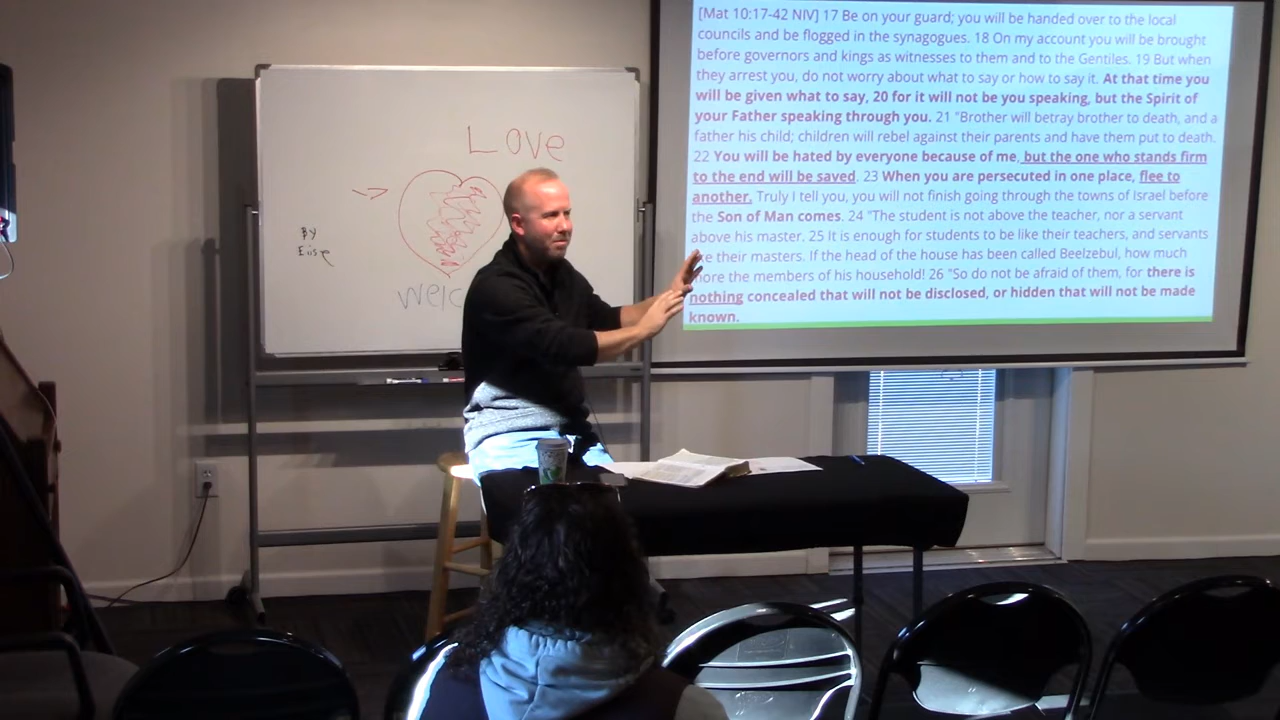 [Mat 10:17-42 NIV] 17 Be on your guard; you will be handed over to the local
councils and be flogged in the synagogues. 18 On my account you will be brought
before governors and kings as witnesses to them and to the Gentiles. 19 But when
they arrest you, do not worry about what to say or how to say it. At that time you
will be given what to say, 20 for it will not be you speaking, but the Spirit of
your Father speaking through you. 21 "Brother will betray brother to death, and a
father his child; children will rebel against their parents and have them put to death.
22 You will be hated by everyone because of me, but the one who stands firm
to the end will be saved. 23 When you are persecuted in one place, flee to
another. Truly I tell you, you will not finish going through the towns of Israel before
the Son of Man comes. 24 "The student is not above the teacher, nor a servant
above his master. 25 It is enough for students to be like their teachers, and servants
their masters. If the head of the house has been called Beelzebul, how much
the members of his household! 26 "So do not be afraid of them, for there is
nothing concealed that will not be disclosed, or hidden that will not be made
known.
Love
By